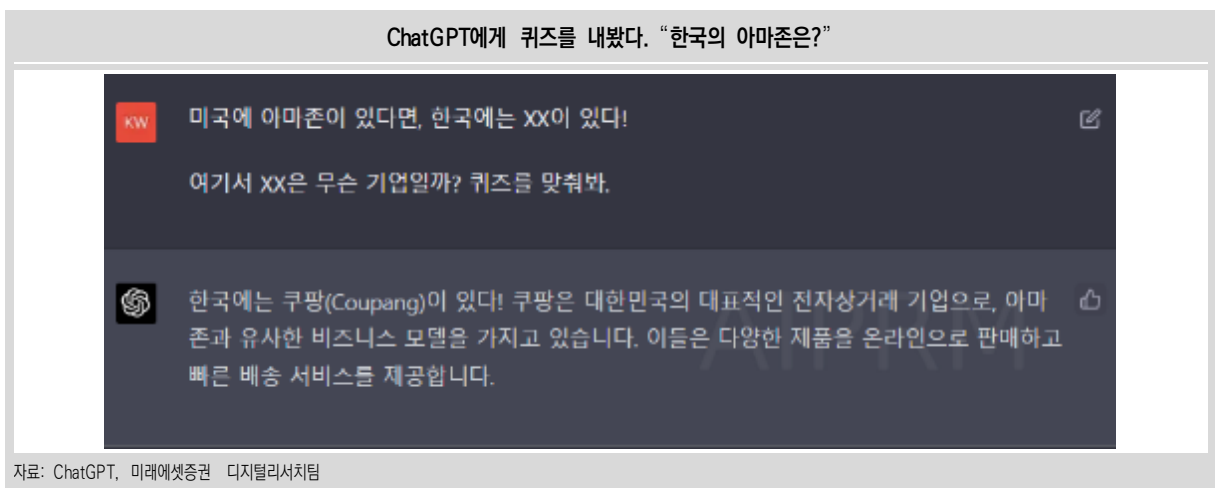 ChatGPT에게 퀴즈를 내봤다. “한국의 아마존은?”
KW
미국에 아마존이 있다면, 한국에는 XX이 있다!
여기서 XX은 무슨 기업일까? 퀴즈를 맞춰봐.
한국에는 쿠팡(Coupang)이 있다! 쿠팡은 대한민국의 대표적인 전자상거래 기업으로, 아마
존과 유사한 비즈니스 모델을 가지고 있습니다. 이들은 다양한 제품을 온라인으로 판매하고
빠른 배송 서비스를 제공합니다.
AIPRM
자료: ChatGPT, 미래에셋증권 디지털리서치팀